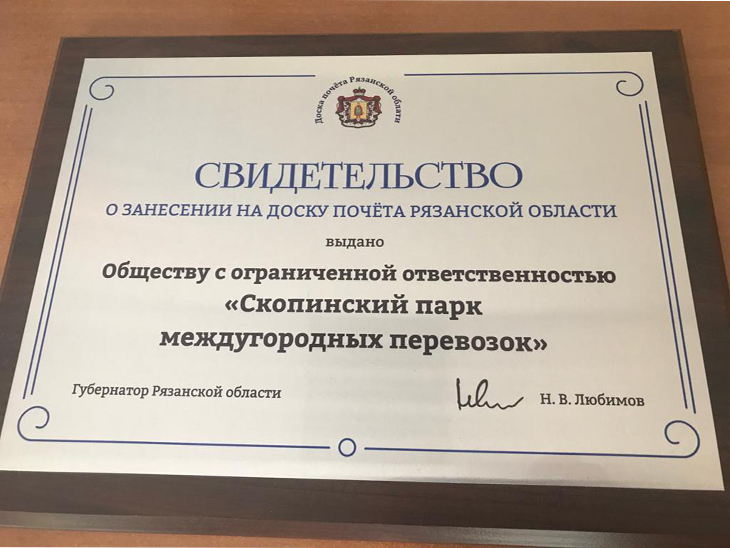 Доска почёта Рязанской области
СВИДЕТЕЛЬСТВО
О ЗАНЕСЕНИИ НА ДОСКУ ПОЧЁТА РЯЗАНСКОЙ ОБЛАСТИ
выдано
Обществу с ограниченной ответственностью
«Скопинский парк
междугородных перевозок»
Губернатор Рязанской области
Н. В. Любимов